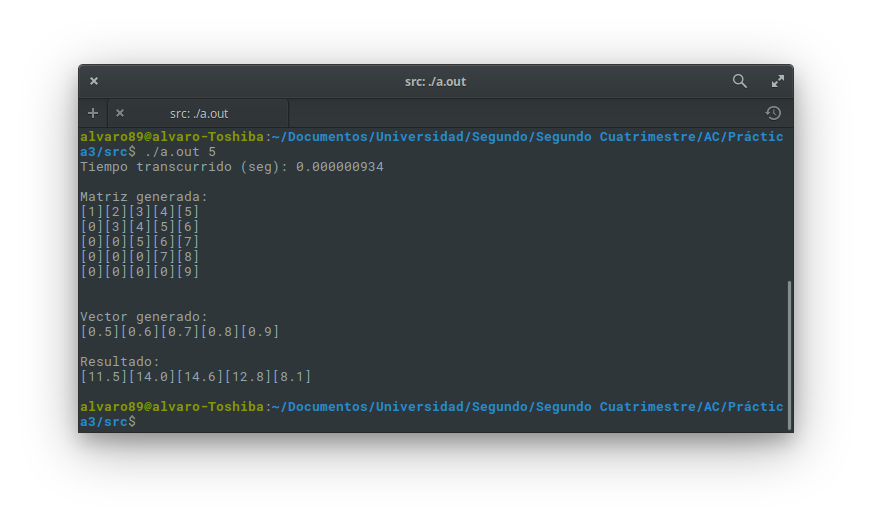 src: ./a.out
src: ./a.out
alvaro89@alvaro-Toshiba:~/Documentos/Universidad/Segundo/Segundo Cuatrimestre/AC/Práctic
a3/src$ ./a.out 5
Tiempo transcurrido (seg): 0.000000934
Matriz generada:
[1][2][3][4][5]
[0][3][4][5][6]
[0][0][5][6][7]
[0][0][0][7][8]
[0][0][0][0][9]
Vector generado:
[0.5][0.6][0.7][0.8][0.9]
Resultado:
[11.5][14.0][14.6][12.8][8.1]
alvaro89@alvaro-Toshiba:~/Documentos/Universidad/Segundo/Segundo Cuatrimestre/AC/Práctic
a3/src$